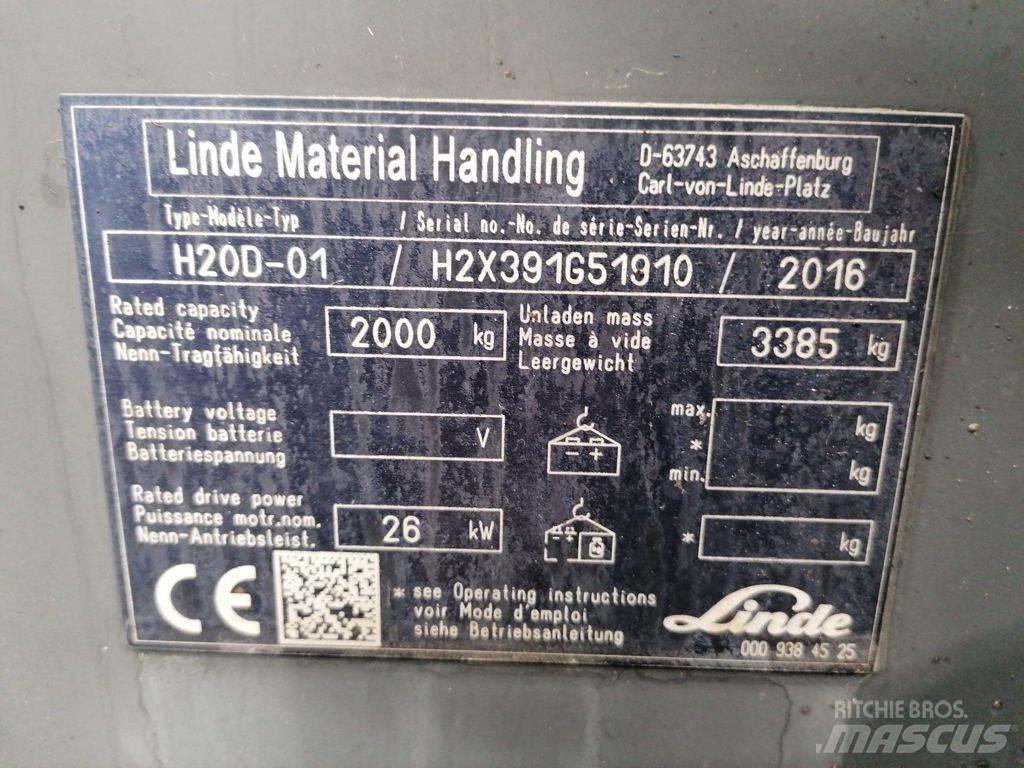 Linde Material Handling
D-63743 Aschaffenburg
Carl-von-Linde-Platz
Type-Modèle-Typ / Serial no.-No. de série-Serien-Nr. / year-année-Baujahr
H20D-01 / H2X391G51910 / 2016
Rated capacity
Capacité nominale
Nenn-Tragfähigkeit
2000 kg
Unladen mass
Masse à vide
Leergewicht
3385 kg
Battery voltage
Tension batterie
Batteriespannung
V
- +
max. kg
*
min. kg
Rated drive power
Puissance motr.nom.
Nenn-Antriebsleist.
26 kW
- +
kg
* kg
CE
* see Operating instructions
voir Mode d'emploi
siehe Betriebsanleitung
Linde
000 938 45 25
RITCHIE BROS.
MASCUS